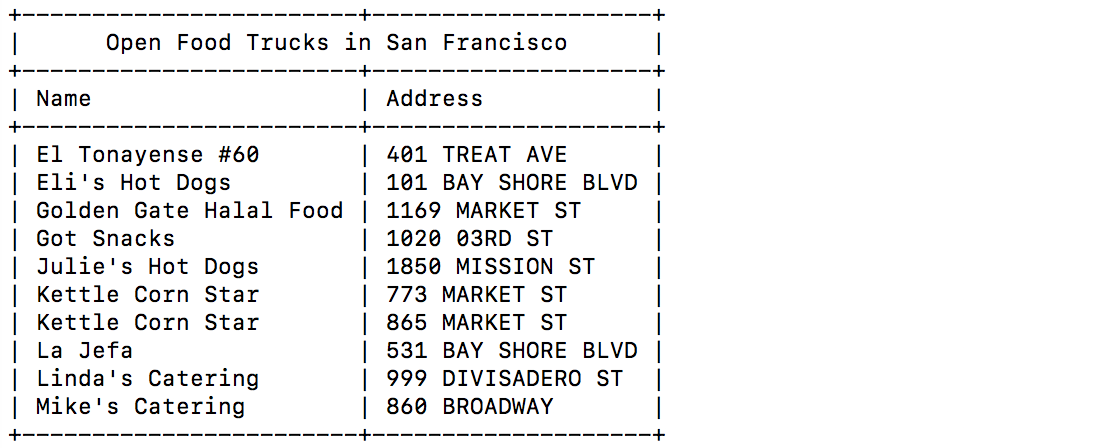 +------------------------+--------------------+
|      Open Food Trucks in San Francisco      |
+------------------------+--------------------+
| Name                   | Address            |
+------------------------+--------------------+
| El Tonayense #60       | 401 TREAT AVE      |
| Eli's Hot Dogs         | 101 BAY SHORE BLVD |
| Golden Gate Halal Food | 1169 MARKET ST     |
| Got Snacks             | 1020 03RD ST       |
| Julie's Hot Dogs       | 1850 MISSION ST    |
| Kettle Corn Star       | 773 MARKET ST      |
| Kettle Corn Star       | 865 MARKET ST      |
| La Jefa                | 531 BAY SHORE BLVD |
| Linda's Catering       | 999 DIVISADERO ST  |
| Mike's Catering        | 860 BROADWAY       |
+------------------------+--------------------+